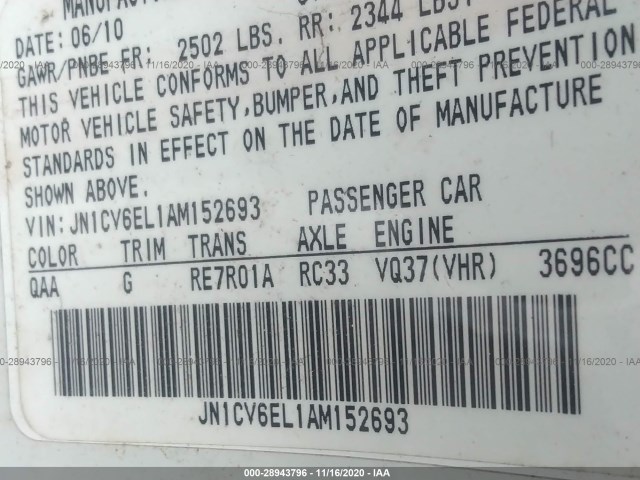 MANUFACT
DATE: 06/10
GAWR/PNBE FR: 2502 LBS. RR: 2344 LBS.
THIS VEHICLE CONFORMS TO ALL APPLICABLE FEDERAL
MOTOR VEHICLE SAFETY, BUMPER, AND THEFT PREVENTION
STANDARDS IN EFFECT ON THE DATE OF MANUFACTURE
SHOWN ABOVE.
VIN: JN1CV6EL1AM152693 PASSENGER CAR
COLOR TRIM TRANS AXLE ENGINE
QAA G RE7R01A RC33 VQ37(VHR) 3696CC
JN1CV6EL1AM152693
000-28943796 - 11/16/2020 - IAA